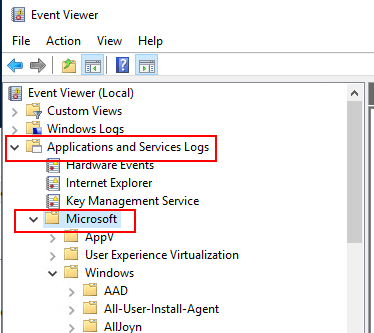 Event Viewer
File Action View Help
Event Viewer (Local)
Custom Views
Windows Logs
Applications and Services Logs
Hardware Events
Internet Explorer
Key Management Service
Microsoft
AppV
User Experience Virtualization
Windows
AAD
All-User-Install-Agent
AllJoyn